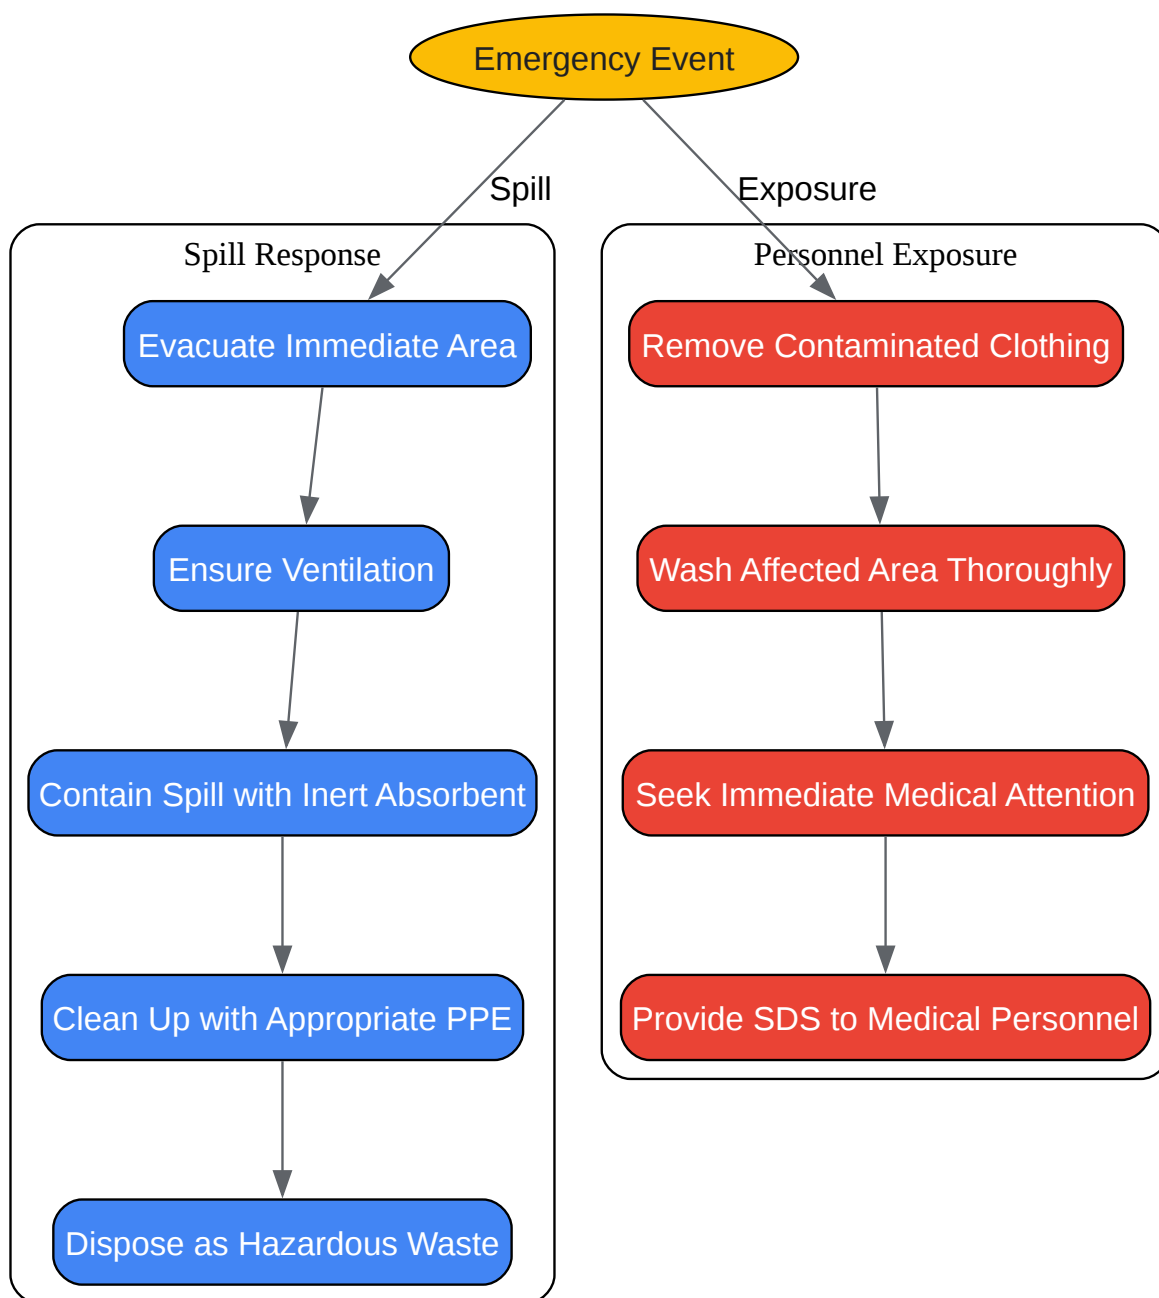 Emergency Event
Spill
Exposure
Spill Response
Evacuate Immediate Area
Ensure Ventilation
Contain Spill with Inert Absorbent
Clean Up with Appropriate PPE
Dispose as Hazardous Waste
Personnel Exposure
Remove Contaminated Clothing
Wash Affected Area Thoroughly
Seek Immediate Medical Attention
Provide SDS to Medical Personnel